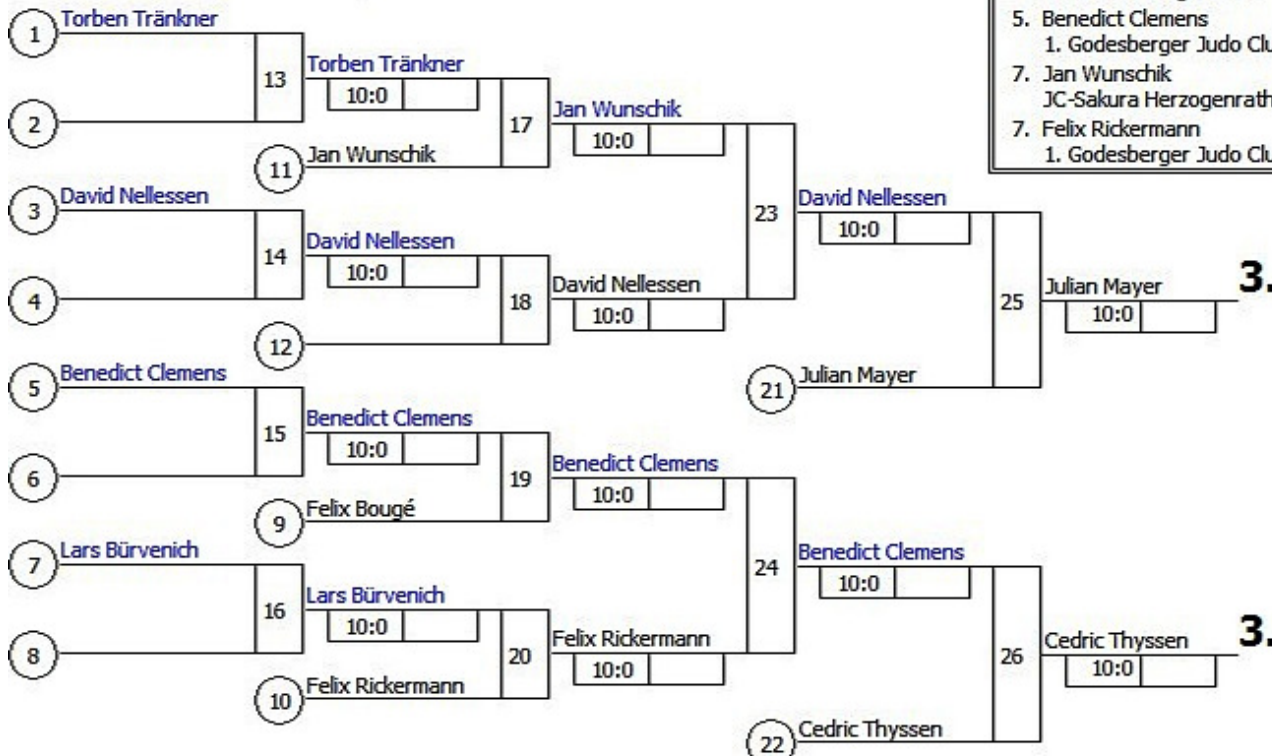 5. Benedict Clemens
1. Godesberger Judo Clu
7. Jan Wunschik
JC-Sakura Herzogenrath
7. Felix Rickermann
1. Godesberger Judo Clu
1 Torben Tränkner
13 Torben Tränkner
10:0
2
17 Jan Wunschik
10:0
11 Jan Wunschik
3 David Nellessen
23 David Nellessen
10:0
14 David Nellessen
10:0
4
18 David Nellessen
10:0
12
25 Julian Mayer 3.
10:0
5 Benedict Clemens
21 Julian Mayer
15 Benedict Clemens
10:0
6
19 Benedict Clemens
10:0
9 Felix Bougé
7 Lars Bürvenich
24 Benedict Clemens
10:0
16 Lars Bürvenich
10:0
8
20 Felix Rickermann
10:0
26 Cedric Thyssen 3.
10:0
10 Felix Rickermann
22 Cedric Thyssen